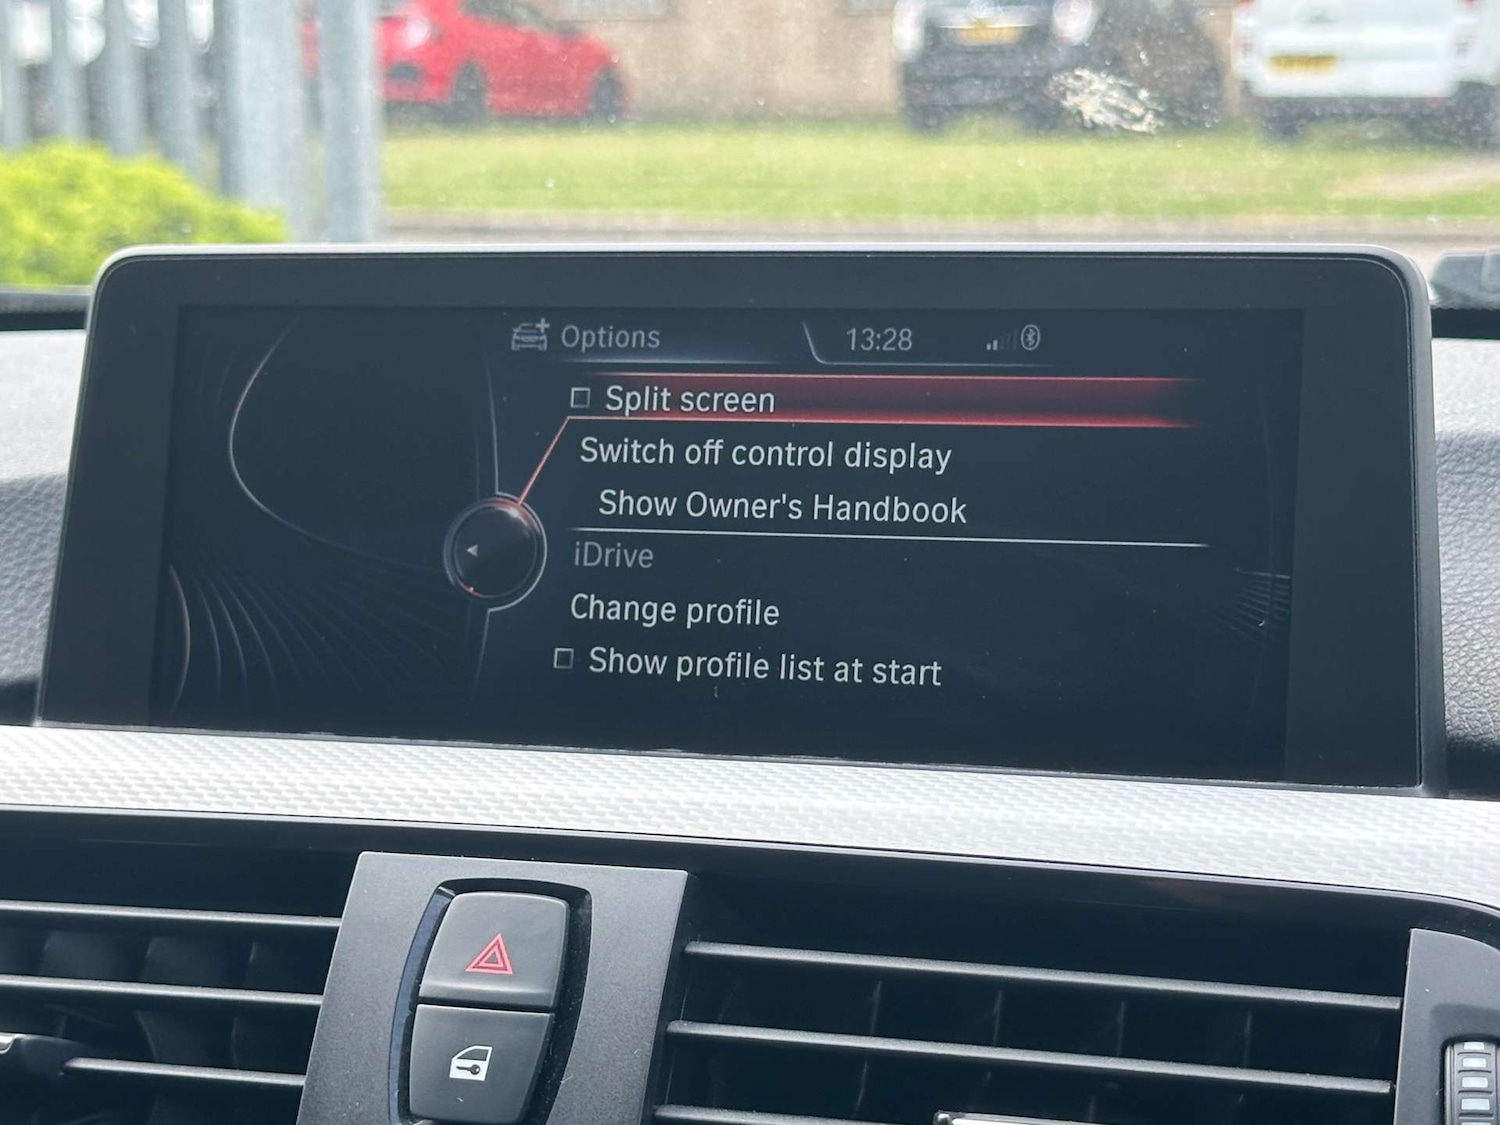 Options 13:28
Split screen
Switch off control display
Show Owner's Handbook
iDrive
Change profile
Show profile list at start